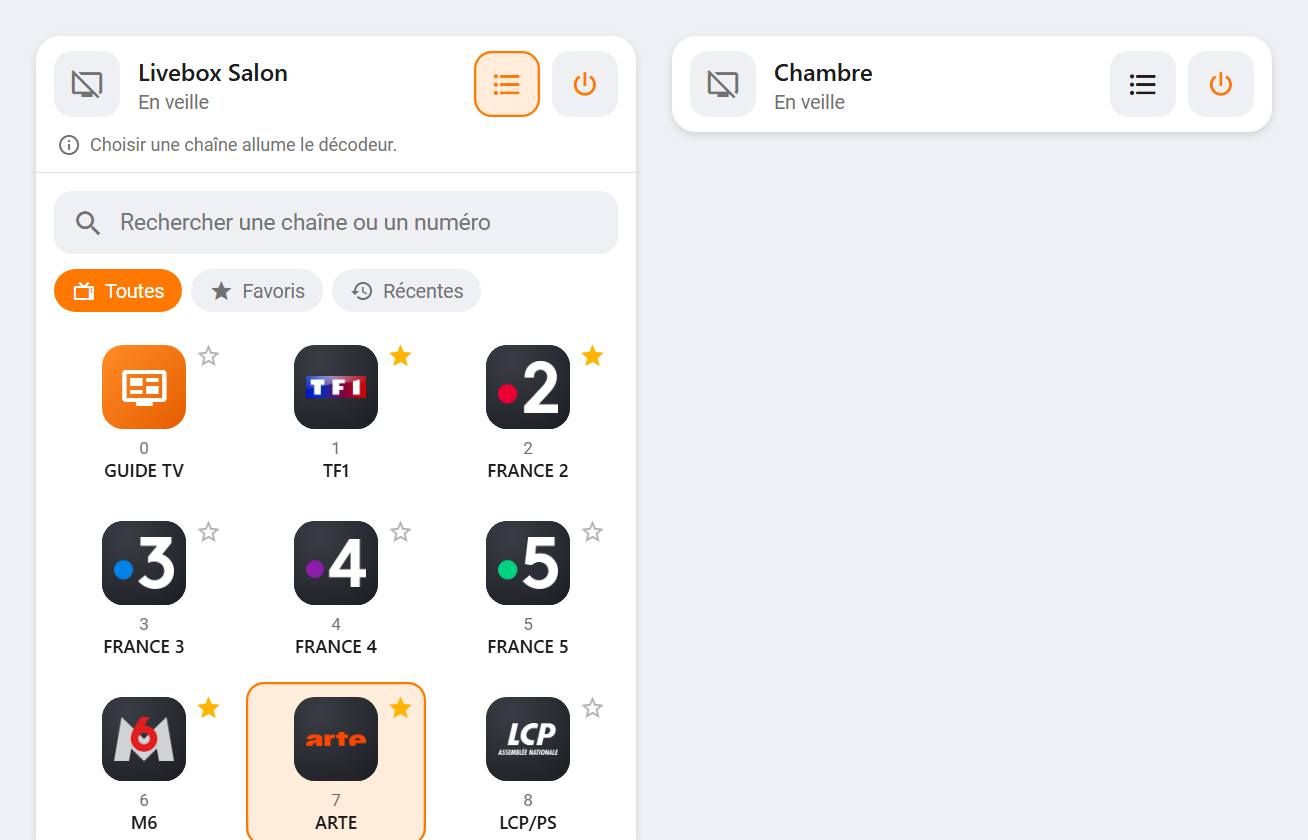 Livebox Salon
En veille
Choisir une chaîne allume le décodeur.
Rechercher une chaîne ou un numéro
Toutes
Favoris
Récentes
0
GUIDE TV
TF1
1
TF1
2
2
FRANCE 2
3
3
FRANCE 3
4
4
FRANCE 4
5
5
FRANCE 5
M6
6
M6
arte
7
ARTE
LCP
ASSEMBLÉE NATIONALE
8
LCP/PS
Chambre
En veille